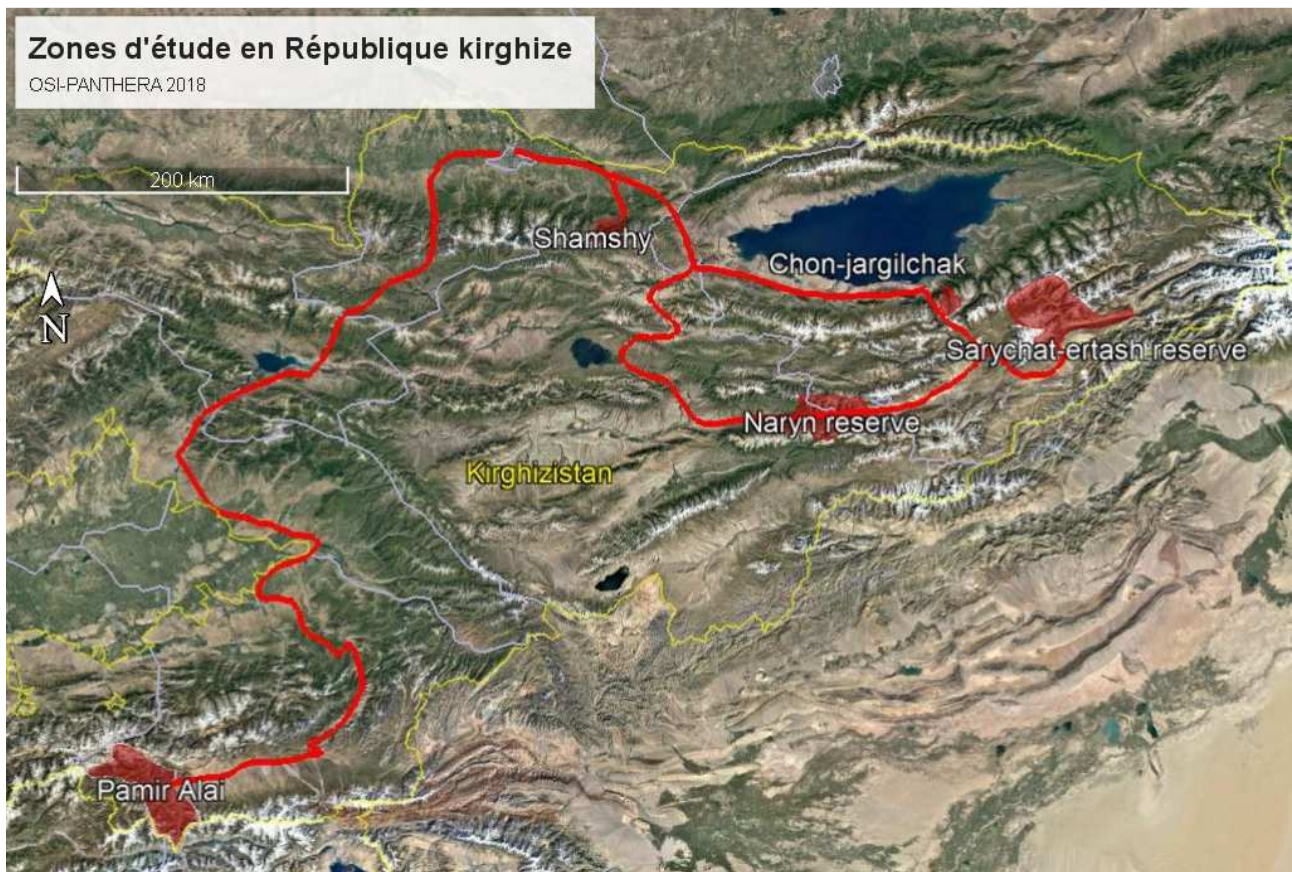 Zones d'étude en République kirghize
OSI-PANTHERA 2018
200 km
Shamshy
Chon-jargilchak
N
Sarychat-ertash reserve
Naryn reserve
Kirghizistan
Pamir Alai